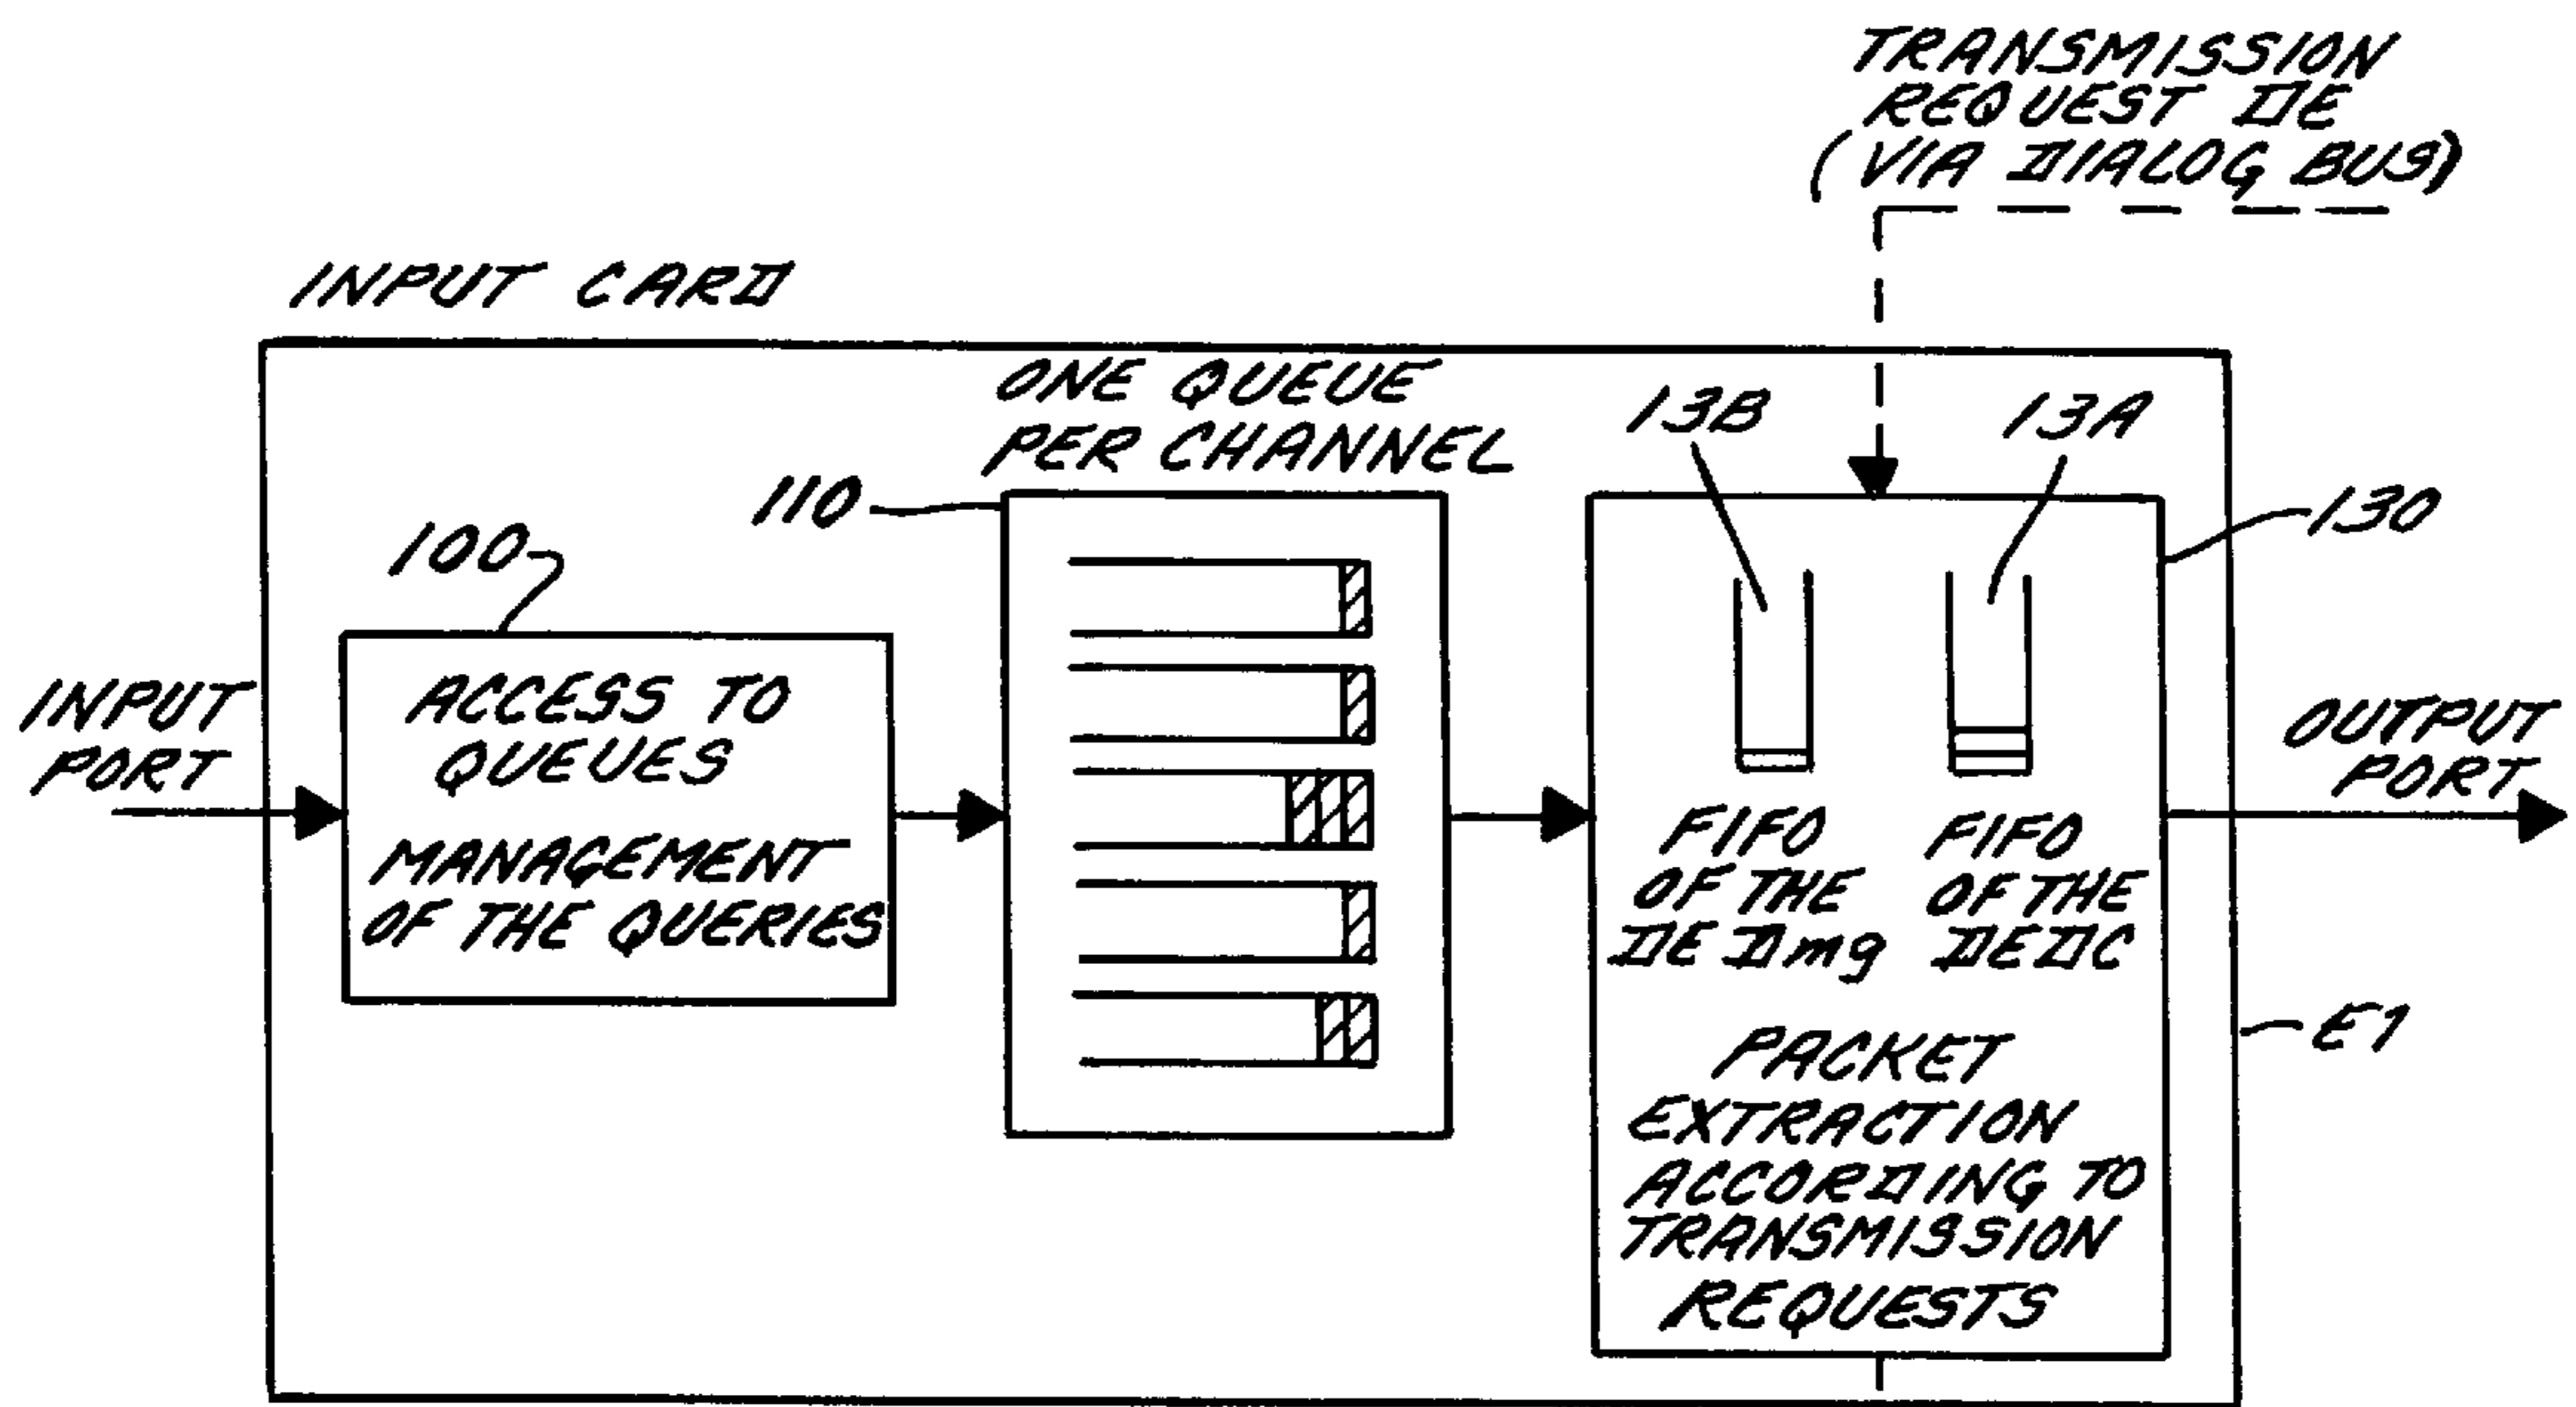 TRANSMISSION
REQUEST DE
(VIA DIALOG BUS)
INPUT CARD
ONE QUEUE
PER CHANNEL
13B
13A
110
130
100
INPUT
PORT
ACCESS TO
QUEUES
MANAGEMENT
OF THE QUERIES
OUTPUT
PORT
FIFO
OF THE
DE Dmg
FIFO
OF THE
DEDC
E1
PACKET
EXTRACTION
ACCORDING TO
TRANSMISSION
REQUESTS